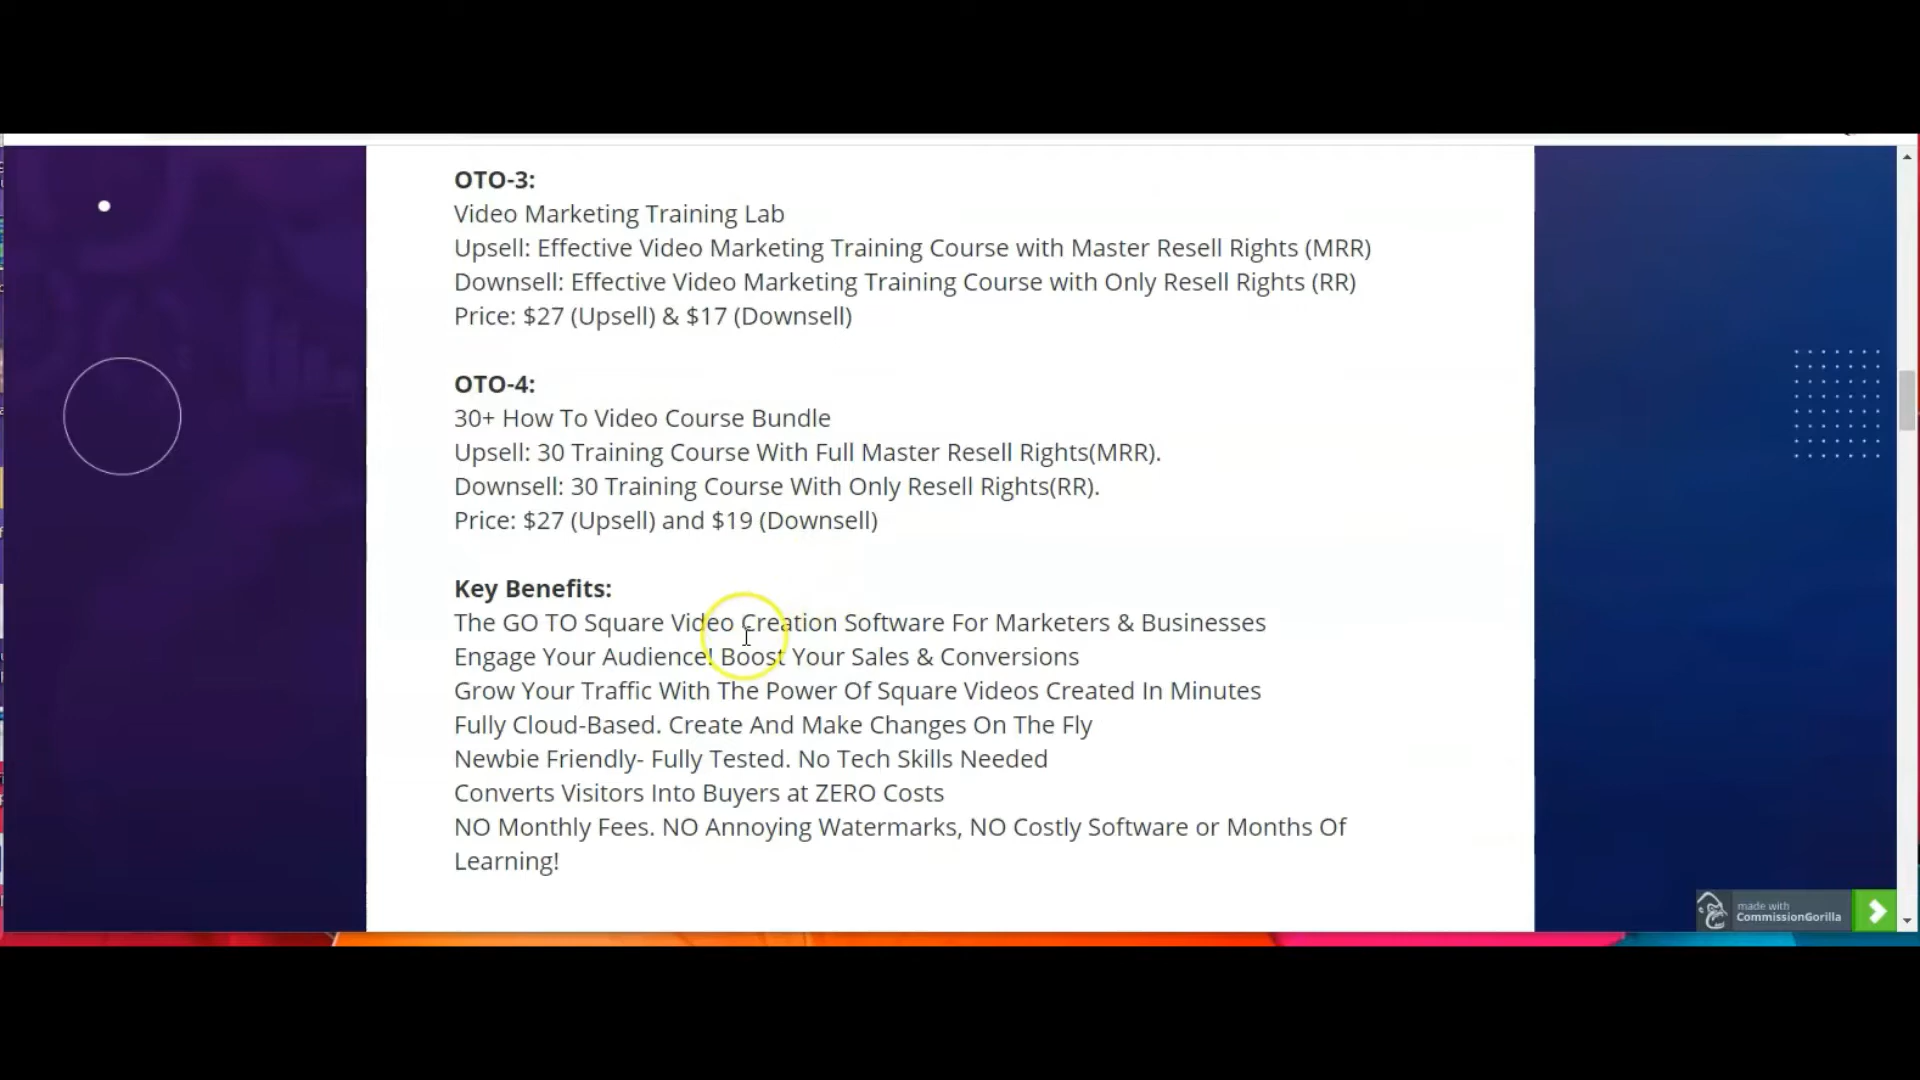 OTO-3:
Video Marketing Training Lab
Upsell: Effective Video Marketing Training Course with Master Resell Rights (MRR)
Downsell: Effective Video Marketing Training Course with Only Resell Rights (RR)
Price: $27 (Upsell) & $17 (Downsell)
OTO-4:
30+ How To Video Course Bundle
Upsell: 30 Training Course With Full Master Resell Rights(MRR).
Downsell: 30 Training Course With Only Resell Rights(RR).
Price: $27 (Upsell) and $19 (Downsell)
Key Benefits:
The GO TO Square Video Creation Software For Marketers & Businesses
Engage Your Audience! Boost Your Sales & Conversions
Grow Your Traffic With The Power Of Square Videos Created In Minutes
Fully Cloud-Based. Create And Make Changes On The Fly
Newbie Friendly- Fully Tested. No Tech Skills Needed
Converts Visitors Into Buyers at ZERO Costs
NO Monthly Fees. NO Annoying Watermarks, NO Costly Software or Months Of
Learning!
made with
CommissionGorilla